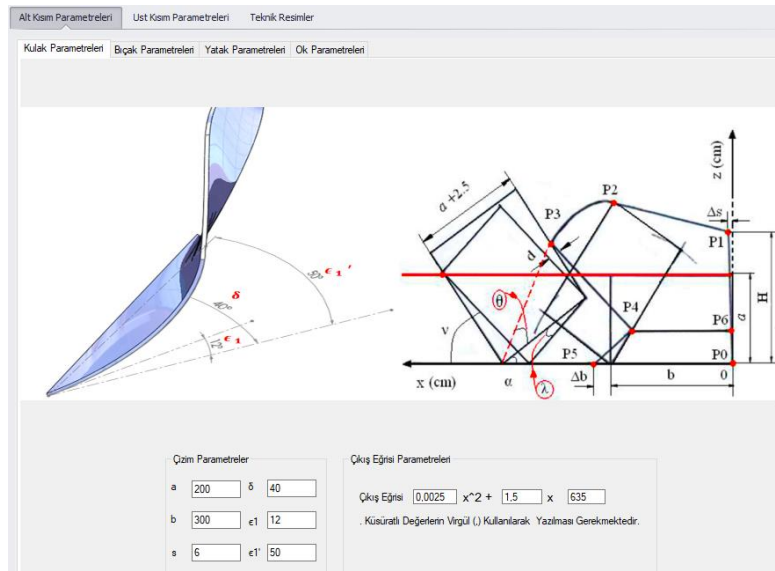 Alt Kısım Parametreleri Ust Kısım Parametreleri Teknik Resimler
Kulak Parametreleri Bıçak Parametreleri Yatak Parametreleri Ok Parametreleri
50° ε1'
δ
40°
12° ε1
z (cm)
a +2.5
P2
Δs
P3
P1
d
H
θ
a
P4
P6
ν
P5
P0
x (cm)
α
λ
Δb
b
0
Çizim Parametreler
a 200 δ 40
b 300 ε1 12
s 6 ε1' 50
Çıkış Eğrisi Parametreleri
Çıkış Eğrisi 0,0025 x^2 + 1,5 x 635
. Küsüratlı Değerlerin Virgül (,) Kullanılarak Yazılması Gerekmektedir.